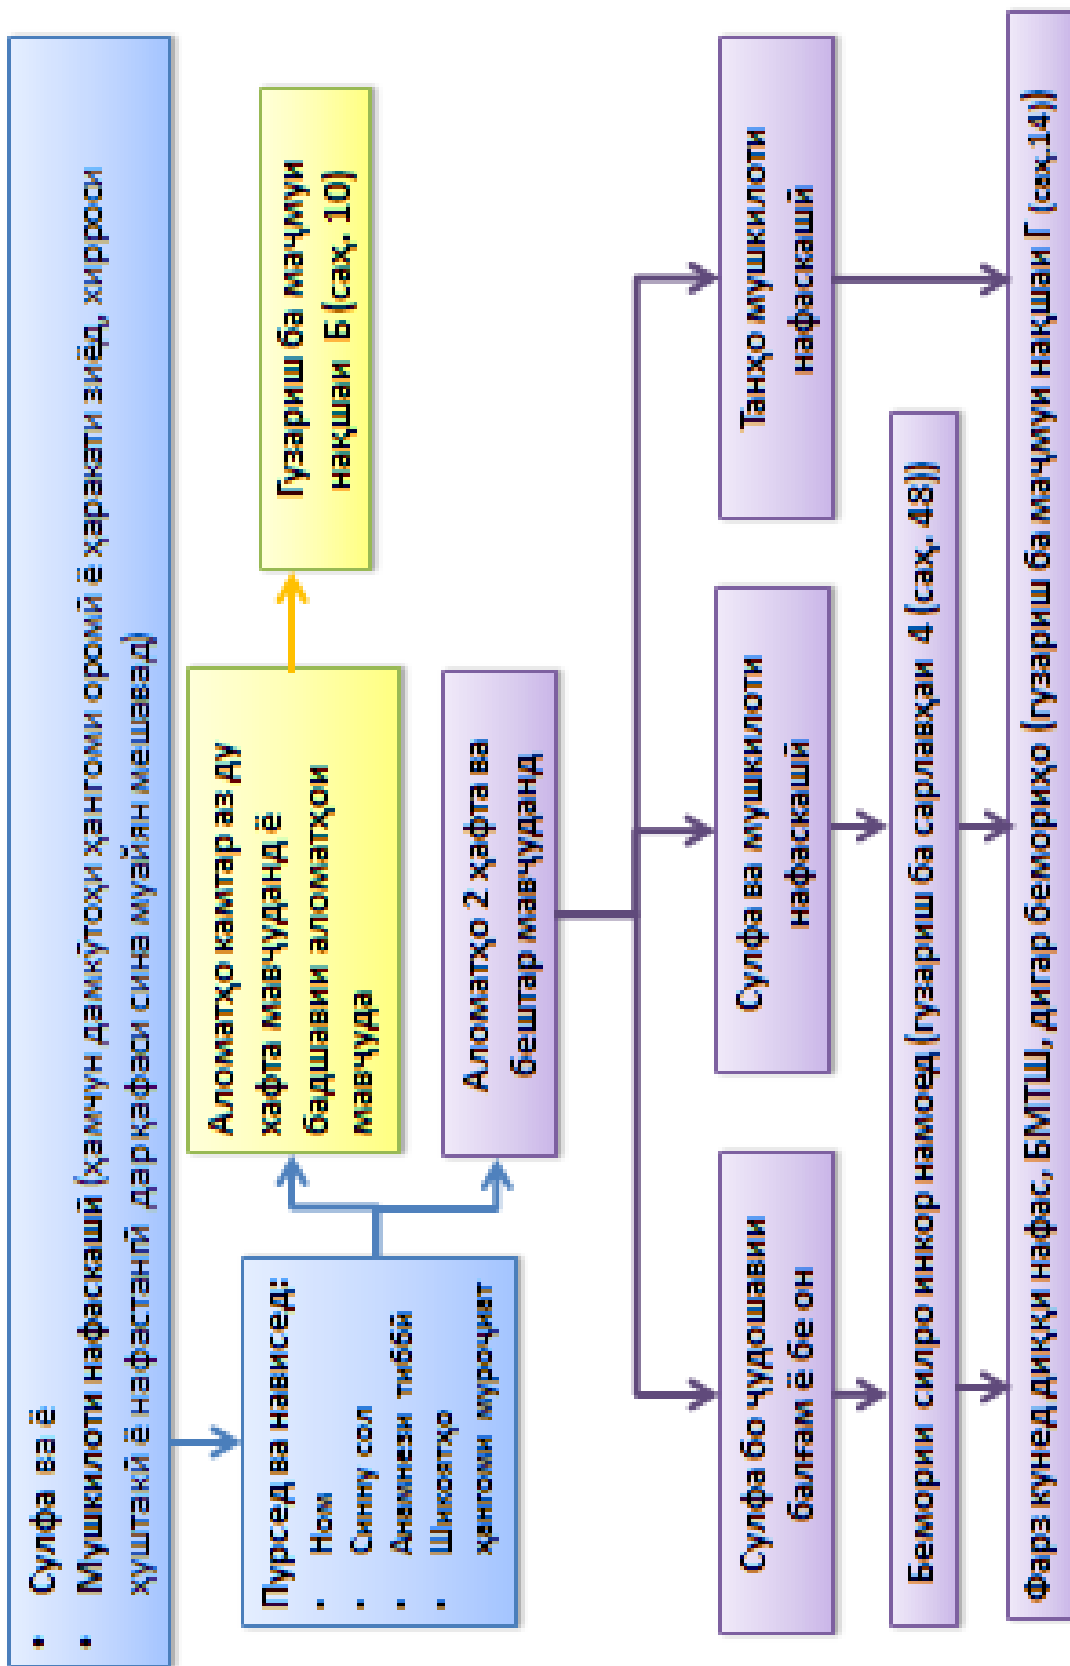 • Сулфа ва ё
• Мушкилоти нафаскашӣ (ҳамчун дамкӯтоҳи ҳангоми оромӣ ё ҳаракати зиёд, хирроси
ҳуштакӣ ё нафастангӣ дарқафаси сина муайян мешавад)
Пурсед ва нависед:
• Ном
• Синну сол
• Анамнези тиббӣ
• Шикоятҳо
ҳангоми муроҷиат
Аломатҳо камтар аз ду
ҳафта мавҷуданд ё
бадшавии аломатҳои
мавҷуда
Гузариш ба маҷмуи
нақшаи Б (саҳ. 10)
Аломатҳо 2 ҳафта ва
бештар мавҷуданд
Сулфа бо ҷудошавии
балғам ё бе он
Сулфа ва мушкилоти
нафаскашӣ
Танҳо мушкилоти
нафаскашӣ
Бемории силро инкор намоед (гузариш ба сарлавҳаи 4 (саҳ. 48))
Фарз кунед диққи нафас, БМТШ, дигар бемориҳо (гузариш ба маҷмуи нақшаи Г (саҳ.14))